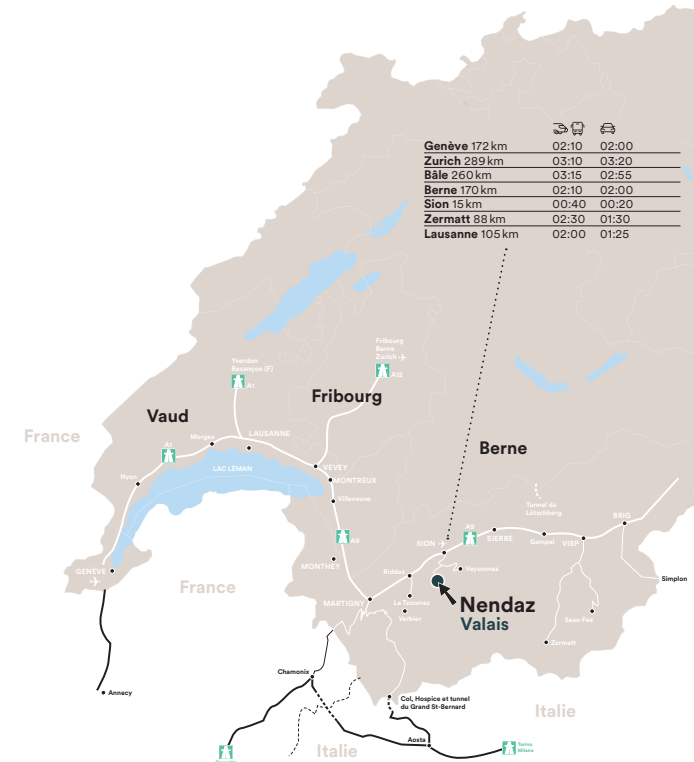 Genève 172 km 02:10 02:00
Zurich 289 km 03:10 03:20
Bâle 260 km 03:15 02:55
Berne 170 km 02:10 02:00
Sion 15 km 00:40 00:20
Zermatt 88 km 02:30 01:30
Lausanne 105 km 02:00 01:25
Fribourg
Berne
Zurich
A12
Yverdon
Besançon (F)
A1
Fribourg
Vaud
France
A1
Morges
LAUSANNE
Berne
LAC LÉMAN
VEVEY
Nyon
MONTREUX
Villeneuve
Tunnel du
Lötschberg
BRIG
A9
A9
SION
SIERRE
Gampel
VISP
MONTHEY
GENÈVE
France
Riddes
Veysonnaz
Simplon
MARTIGNY
La Tzoumaz
Verbier
Nendaz
Valais
Saas-Fee
Zermatt
Chamonix
Annecy
Col, Hospice et tunnel
du Grand St-Bernard
Italie
Aosta
Italie
Torino
Milano